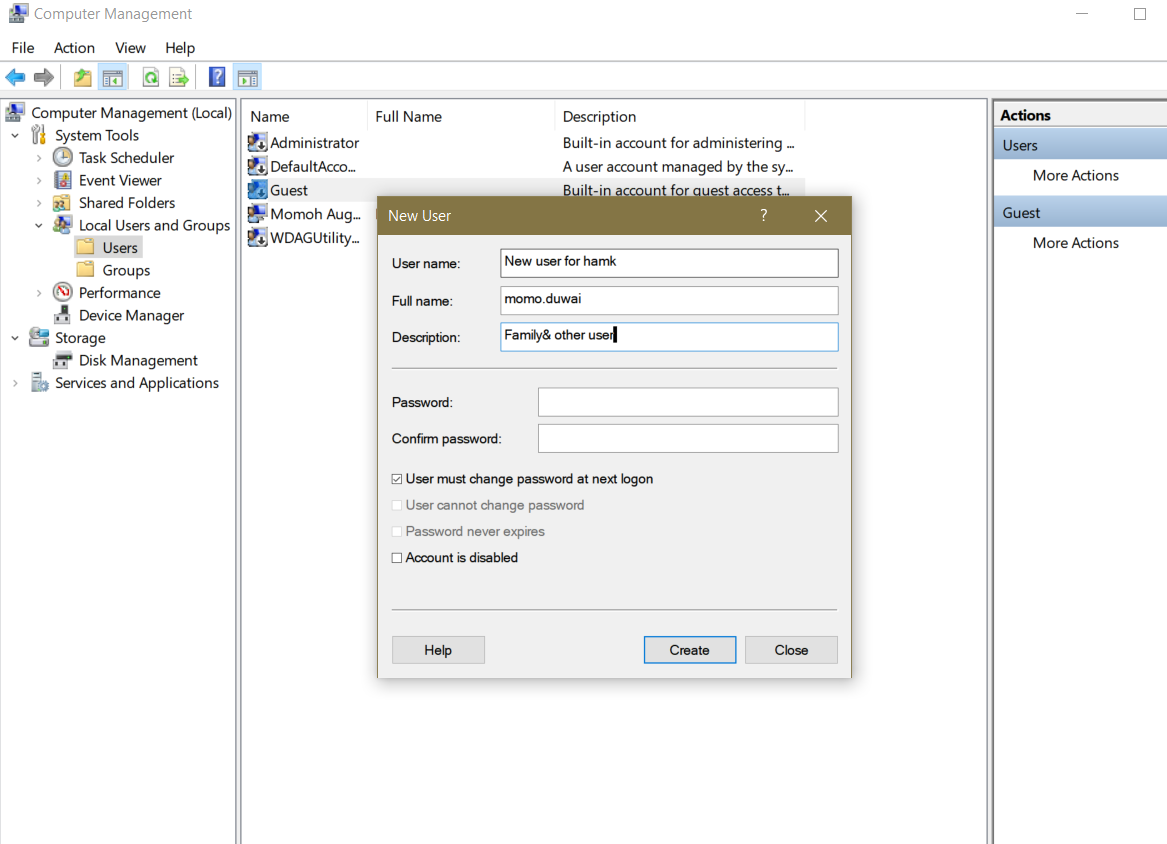 Computer Management
File Action View Help
Computer Management (Local)
System Tools
Task Scheduler
Event Viewer
Shared Folders
Local Users and Groups
Users
Groups
Performance
Device Manager
Storage
Disk Management
Services and Applications
Name Full Name Description
Administrator Built-in account for administering ...
DefaultAcco... A user account managed by the sy...
Guest Built-in account for guest access t...
Momoh Aug...
WDAGUtility...
New User ?
User name: New user for hamk
Full name: momo.duwai
Description: Family& other user
Password:
Confirm password:
User must change password at next logon
User cannot change password
Password never expires
Account is disabled
Help Create Close
Actions
Users
More Actions
Guest
More Actions